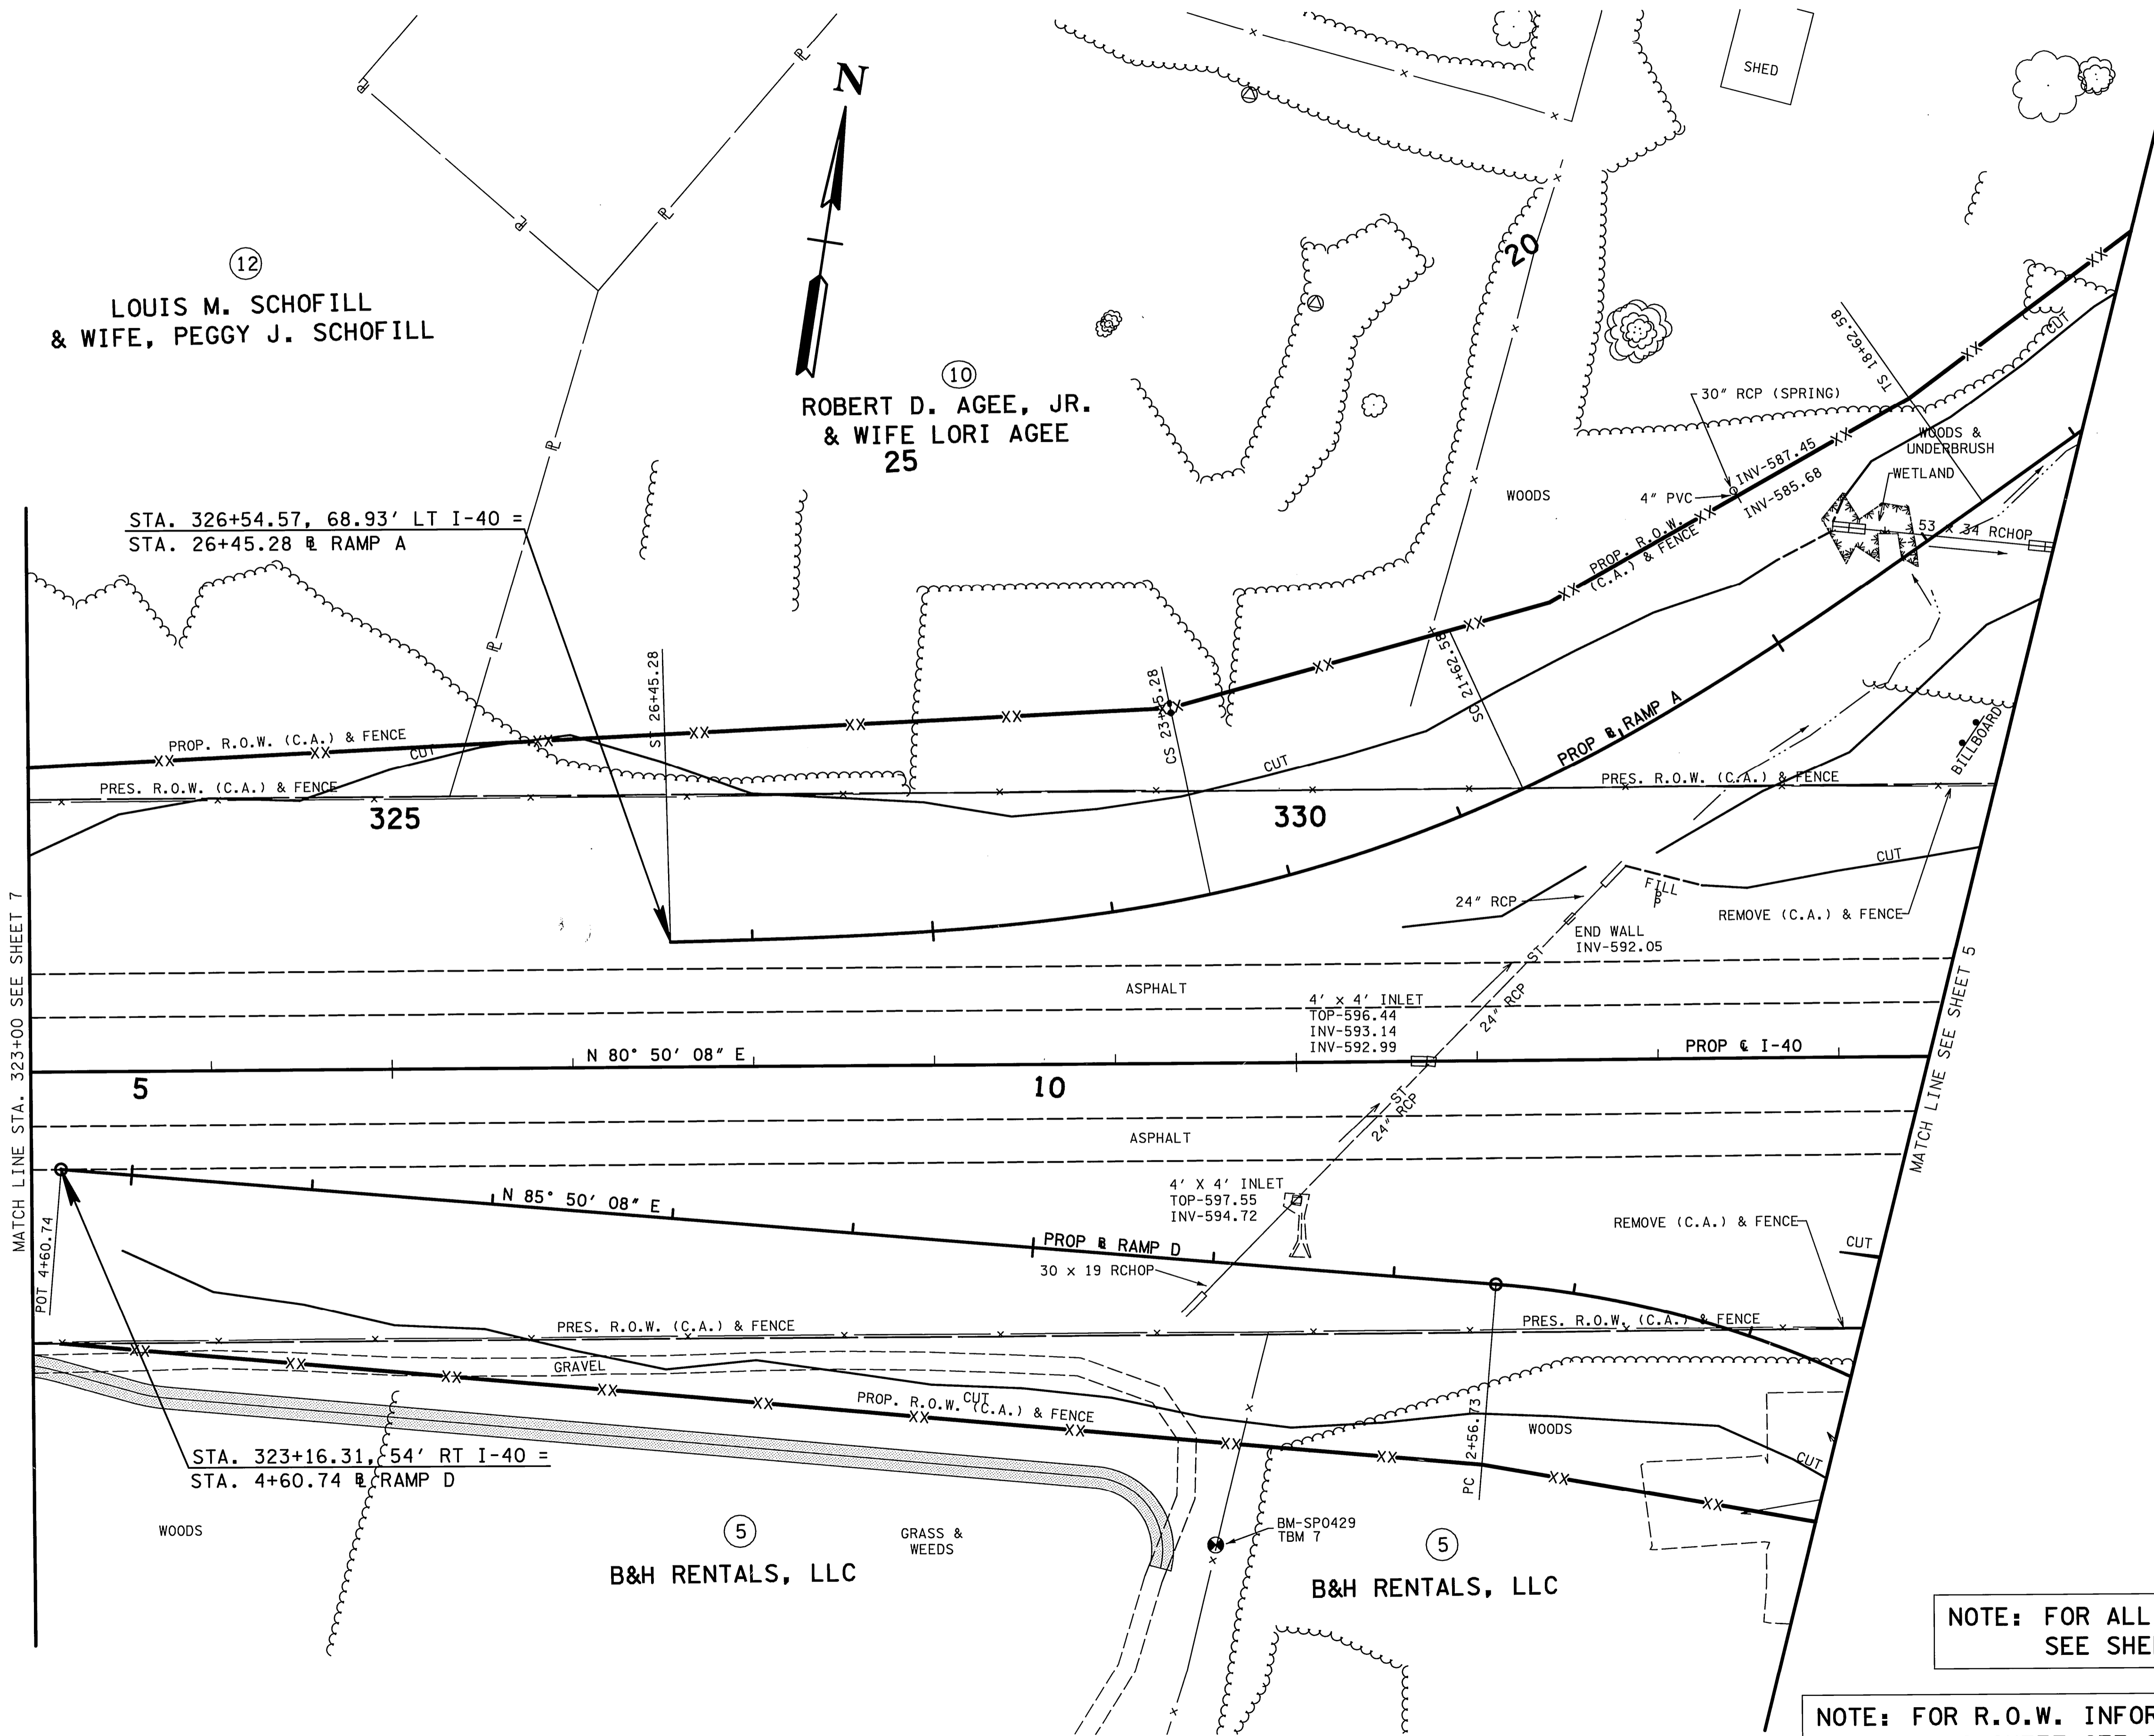 N
SHED
12
LOUIS M. SCHOFILL
& WIFE, PEGGY J. SCHOFILL
20
10
ROBERT D. AGEE, JR.
& WIFE LORI AGEE
25
TS 18+62.58
CUT
30" RCP (SPRING)
WOODS &
UNDERBRUSH
INV-587.45
INV-585.68
WETLAND
WOODS
4" PVC
53 x 34 RCHOP
STA. 326+54.57, 68.93' LT I-40 =
STA. 26+45.28 ℄ RAMP A
PROP. R.O.W.
(C.A.) & FENCE
ST 26+45.28
CS 23+45.28
SC 21+62.58
PROP. R.O.W. (C.A.) & FENCE
CUT
CUT
PROP ℄ RAMP A
BILLBOARD
PRES. R.O.W. (C.A.) & FENCE
PRES. R.O.W. (C.A.) & FENCE
325
330
CUT
FILL
24" RCP
REMOVE (C.A.) & FENCE
END WALL
INV-592.05
MATCH LINE STA. 323+00 SEE SHEET 7
ST
ASPHALT
4' x 4' INLET
TOP-596.44
INV-593.14
INV-592.99
24" RCP
MATCH LINE SEE SHEET 5
N 80° 50' 08" E
PROP ℄ I-40
5
10
ST
24" RCP
ASPHALT
4' X 4' INLET
TOP-597.55
INV-594.72
N 85° 50' 08" E
POT 4+60.74
PROP ℄ RAMP D
REMOVE (C.A.) & FENCE
CUT
30 x 19 RCHOP
PRES. R.O.W. (C.A.) & FENCE
PRES. R.O.W. (C.A.) & FENCE
GRAVEL
CUT
PROP. R.O.W. (C.A.) & FENCE
PC 2+56.73
WOODS
CUT
STA. 323+16.31, 54' RT I-40 =
STA. 4+60.74 ℄ RAMP D
WOODS
5
B&H RENTALS, LLC
GRASS &
WEEDS
BM-SP0429
TBM 7
5
B&H RENTALS, LLC
NOTE: FOR ALL
NOTE: FOR R.O.W.